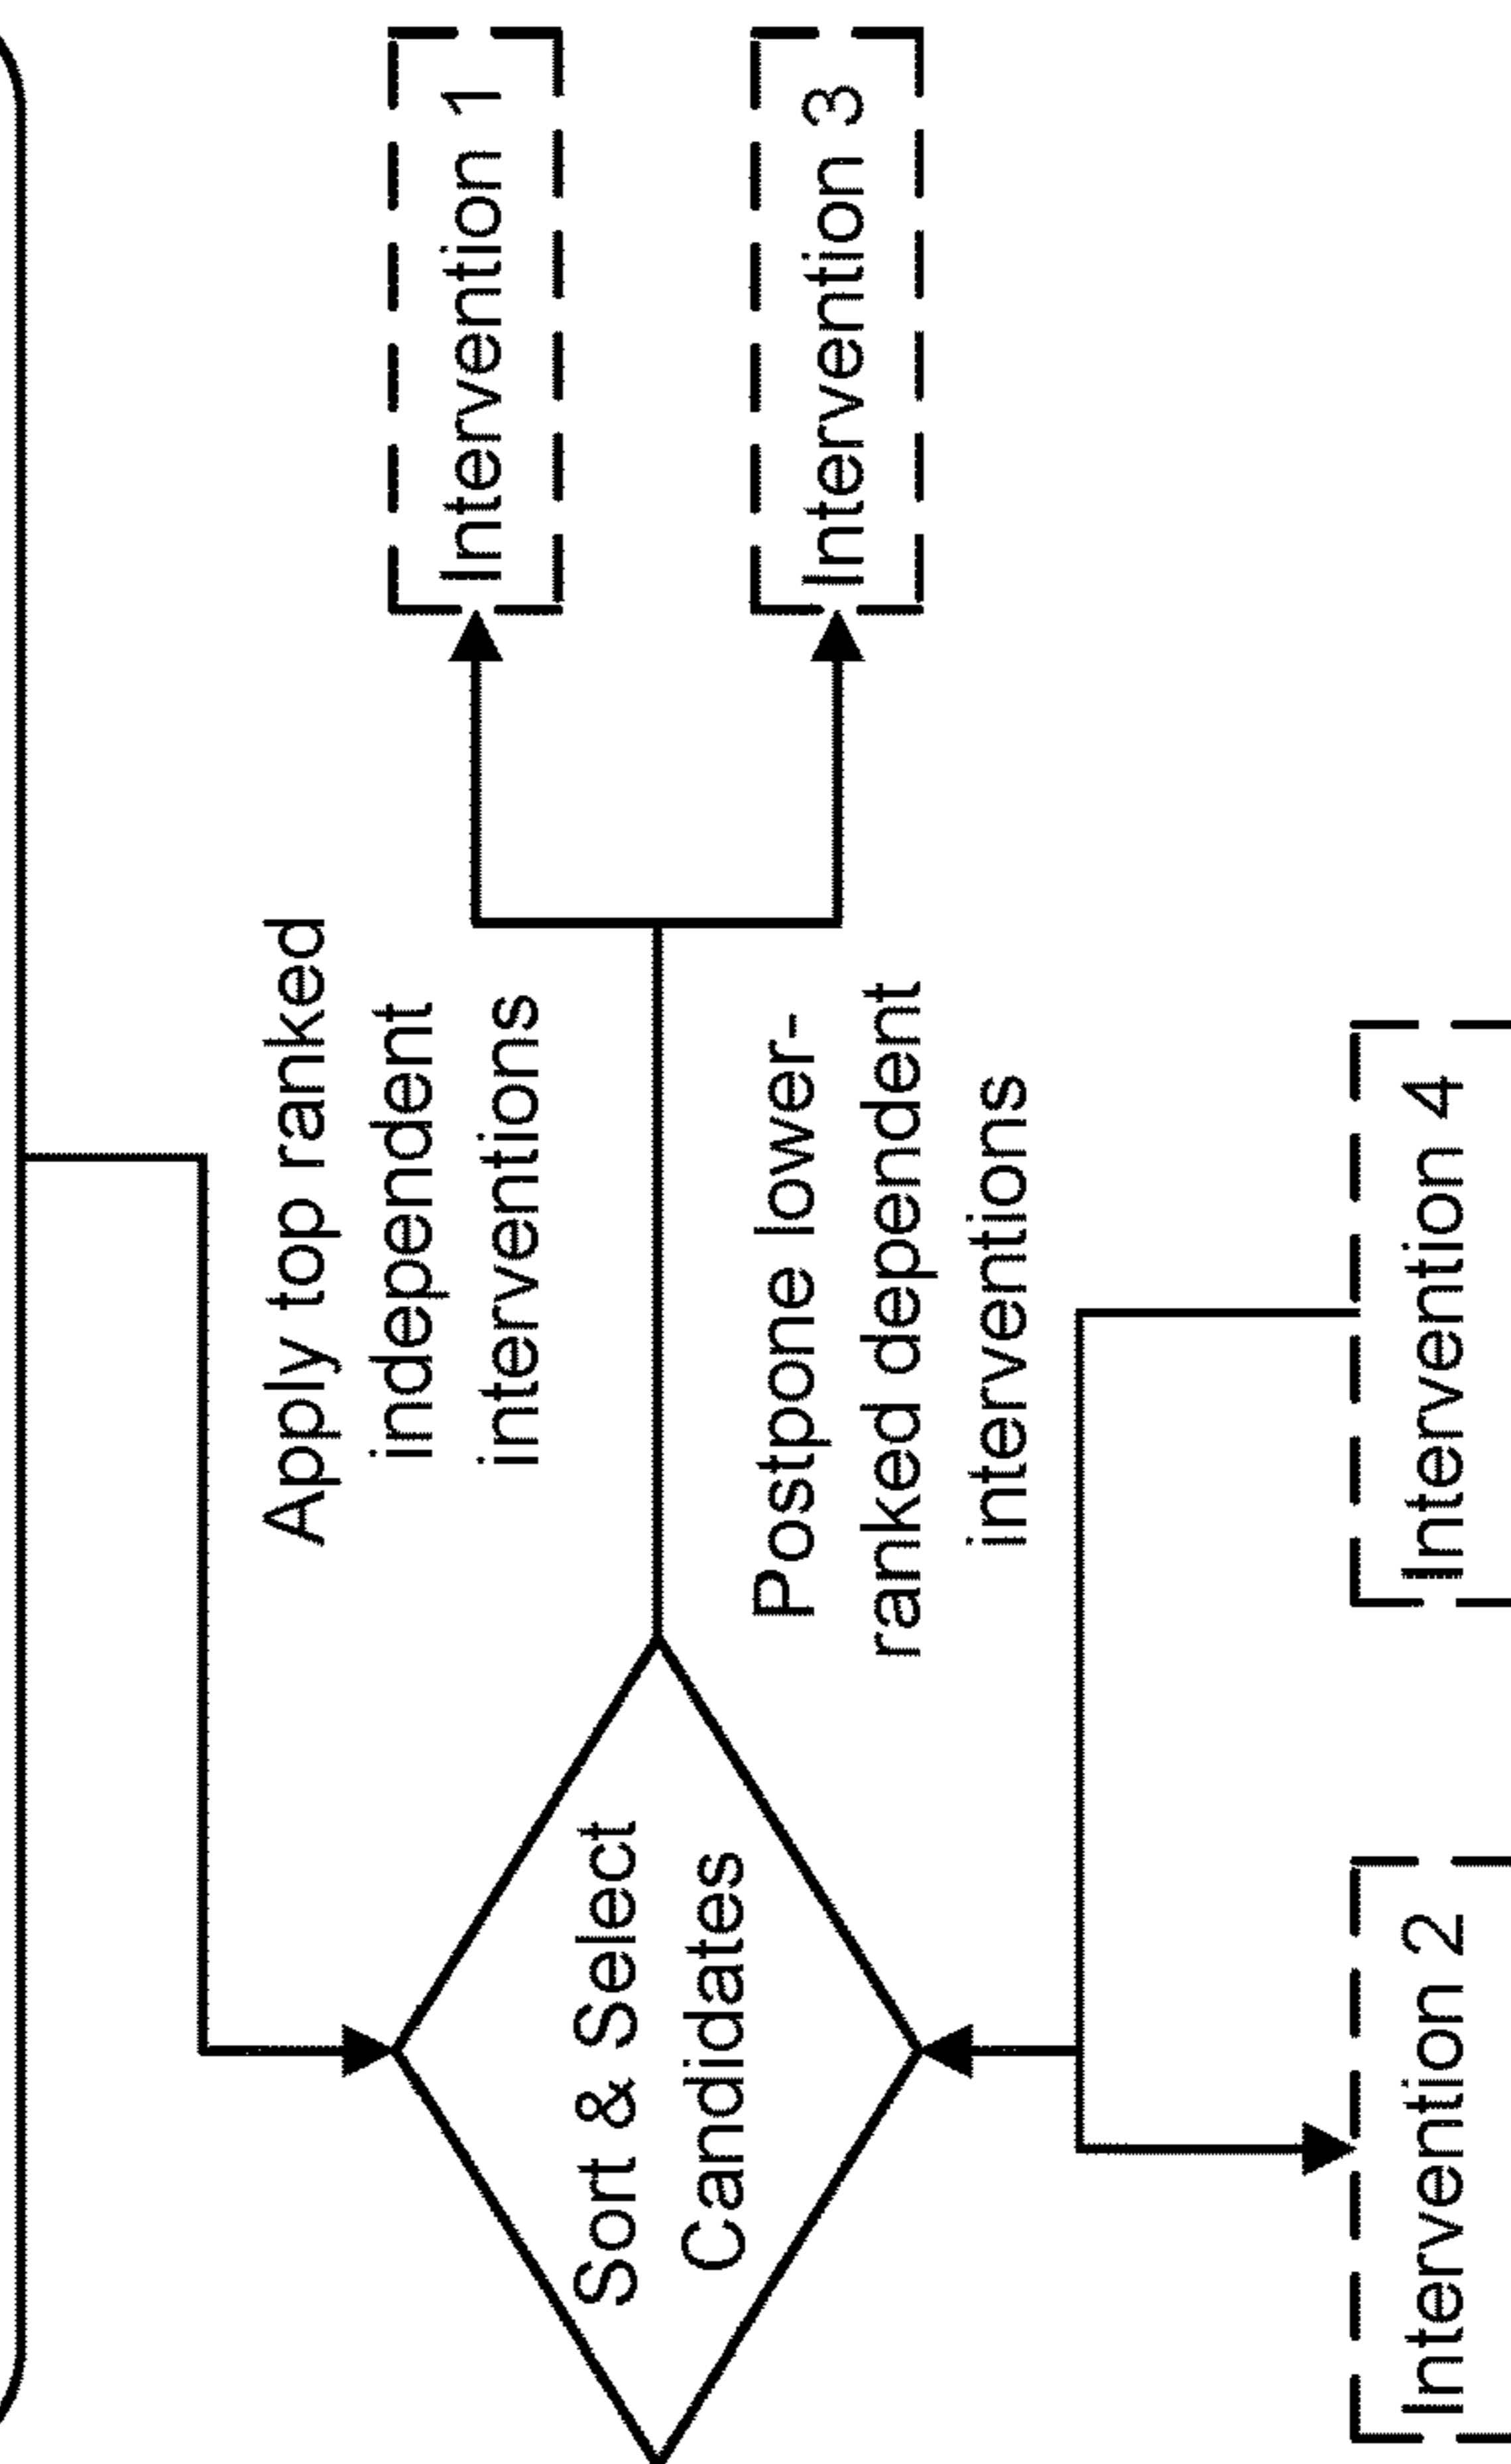 Apply top ranked
independent
interventions
Intervention 1
Intervention 3
Sort & Select
Candidates
Postpone lower-
ranked dependent
interventions
Intervention 2
Intervention 4